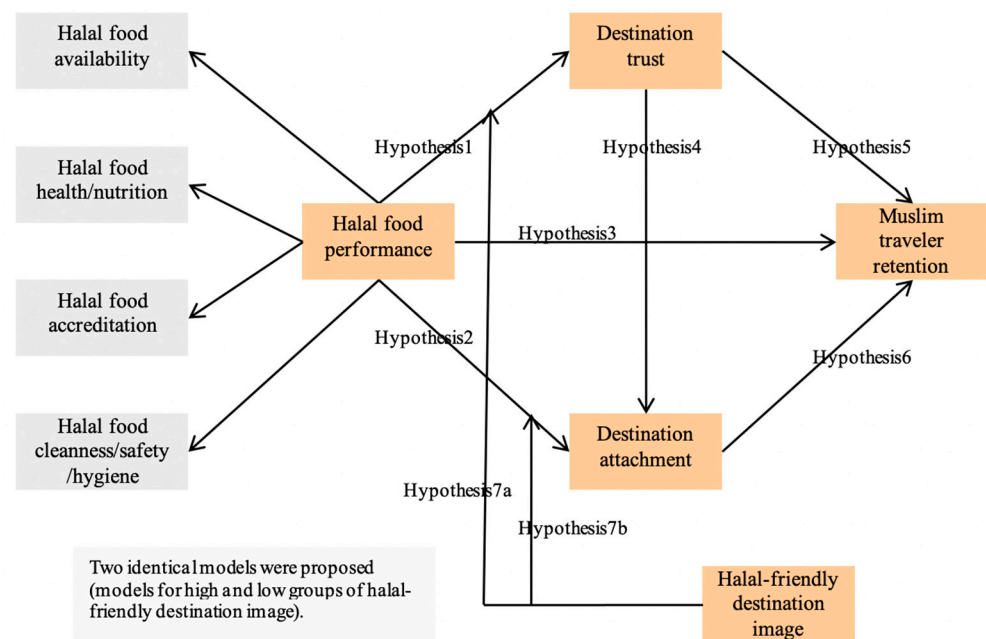 Halal food
availability
Halal food
health/nutrition
Halal food
accreditation
Halal food
cleanness/safety
/hygiene
Halal food
performance
Destination
trust
Destination
attachment
Muslim
traveler
retention
Halal-friendly
destination
image
Hypothesis1
Hypothesis4
Hypothesis5
Hypothesis3
Hypothesis2
Hypothesis6
Hypothesis7a
Hypothesis7b
Two identical models were proposed
(models for high and low groups of halal-
friendly destination image).